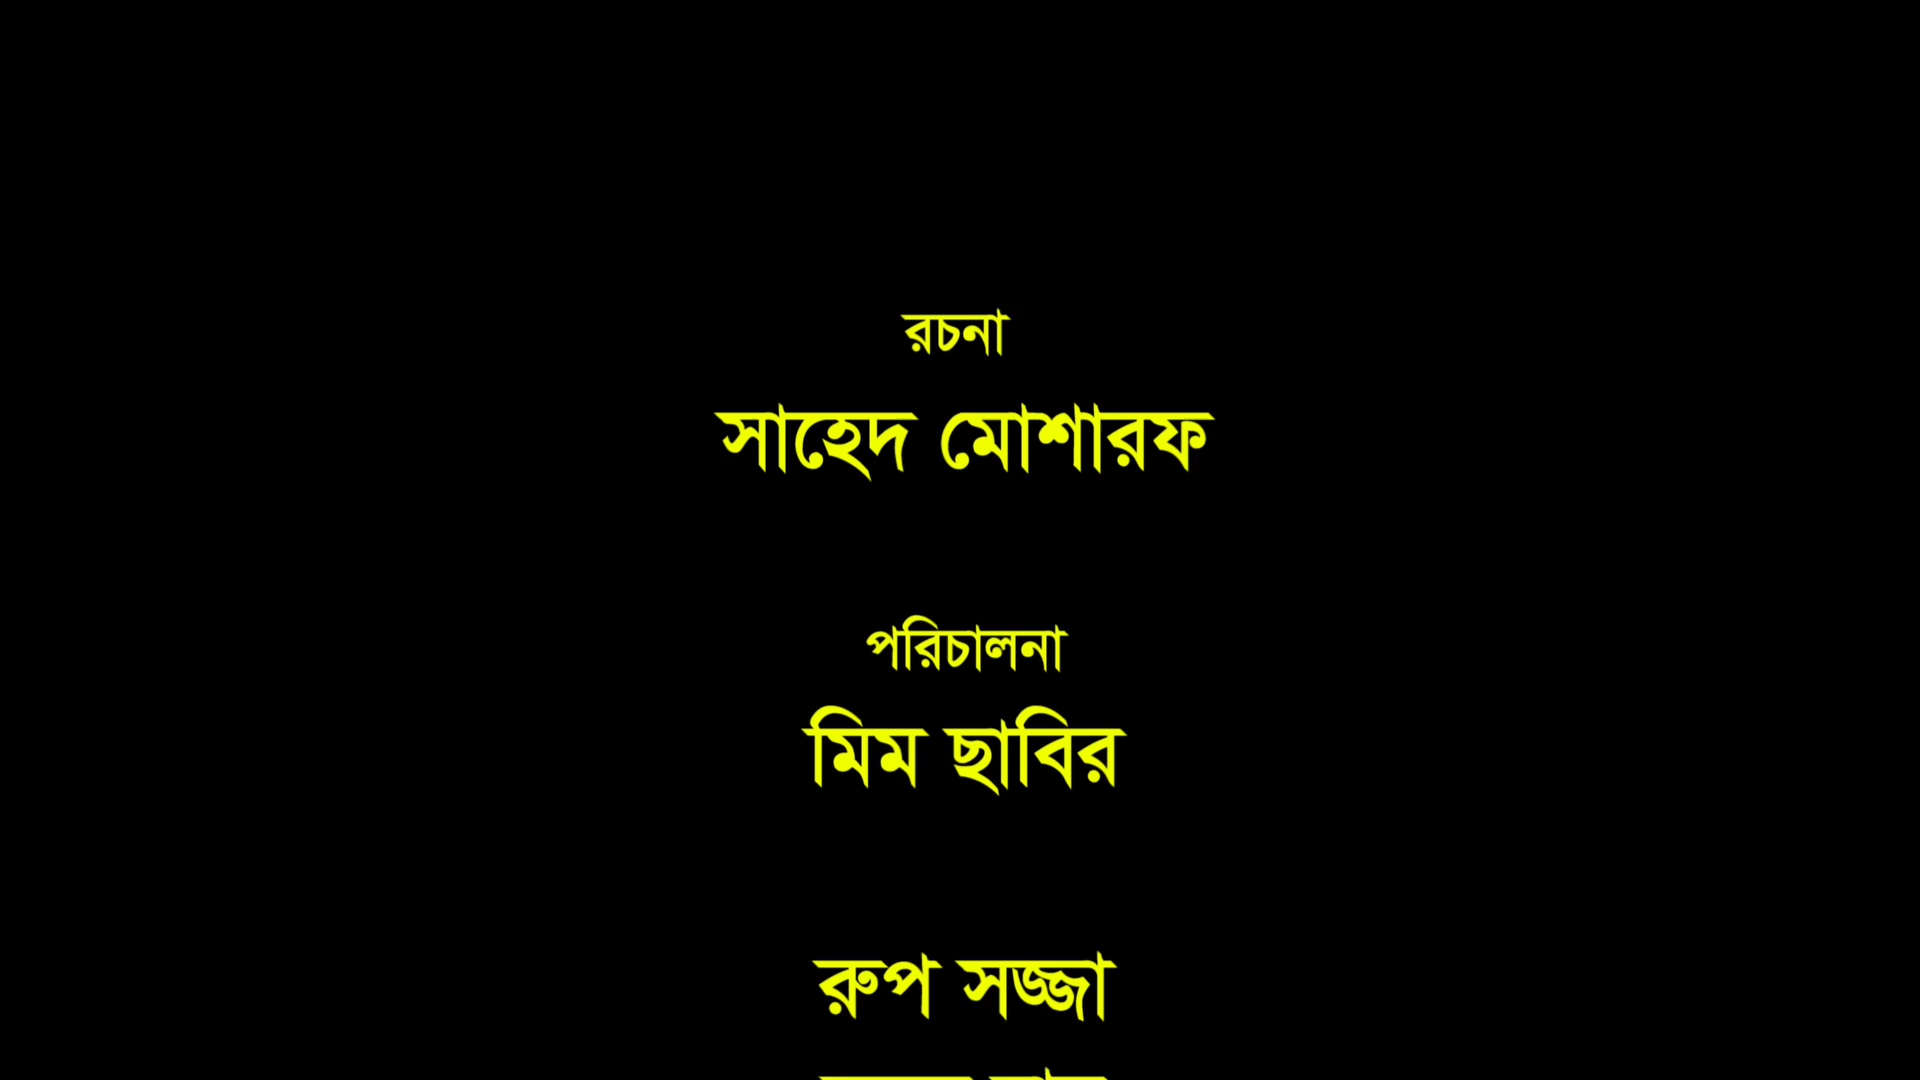 রচনা
সাহেদ মোশারফ
পরিচালনা
মিম ছাবির
রুপ সজ্জা